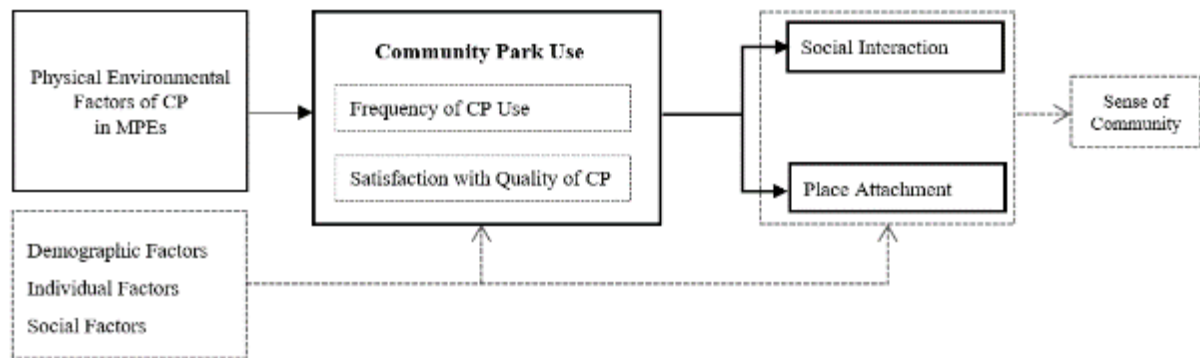 Physical Environmental
Factors of CP
in MPEs
Community Park Use
Frequency of CP Use
Satisfaction with Quality of CP
Social Interaction
Place Attachment
Sense of
Community
Demographic Factors
Individual Factors
Social Factors